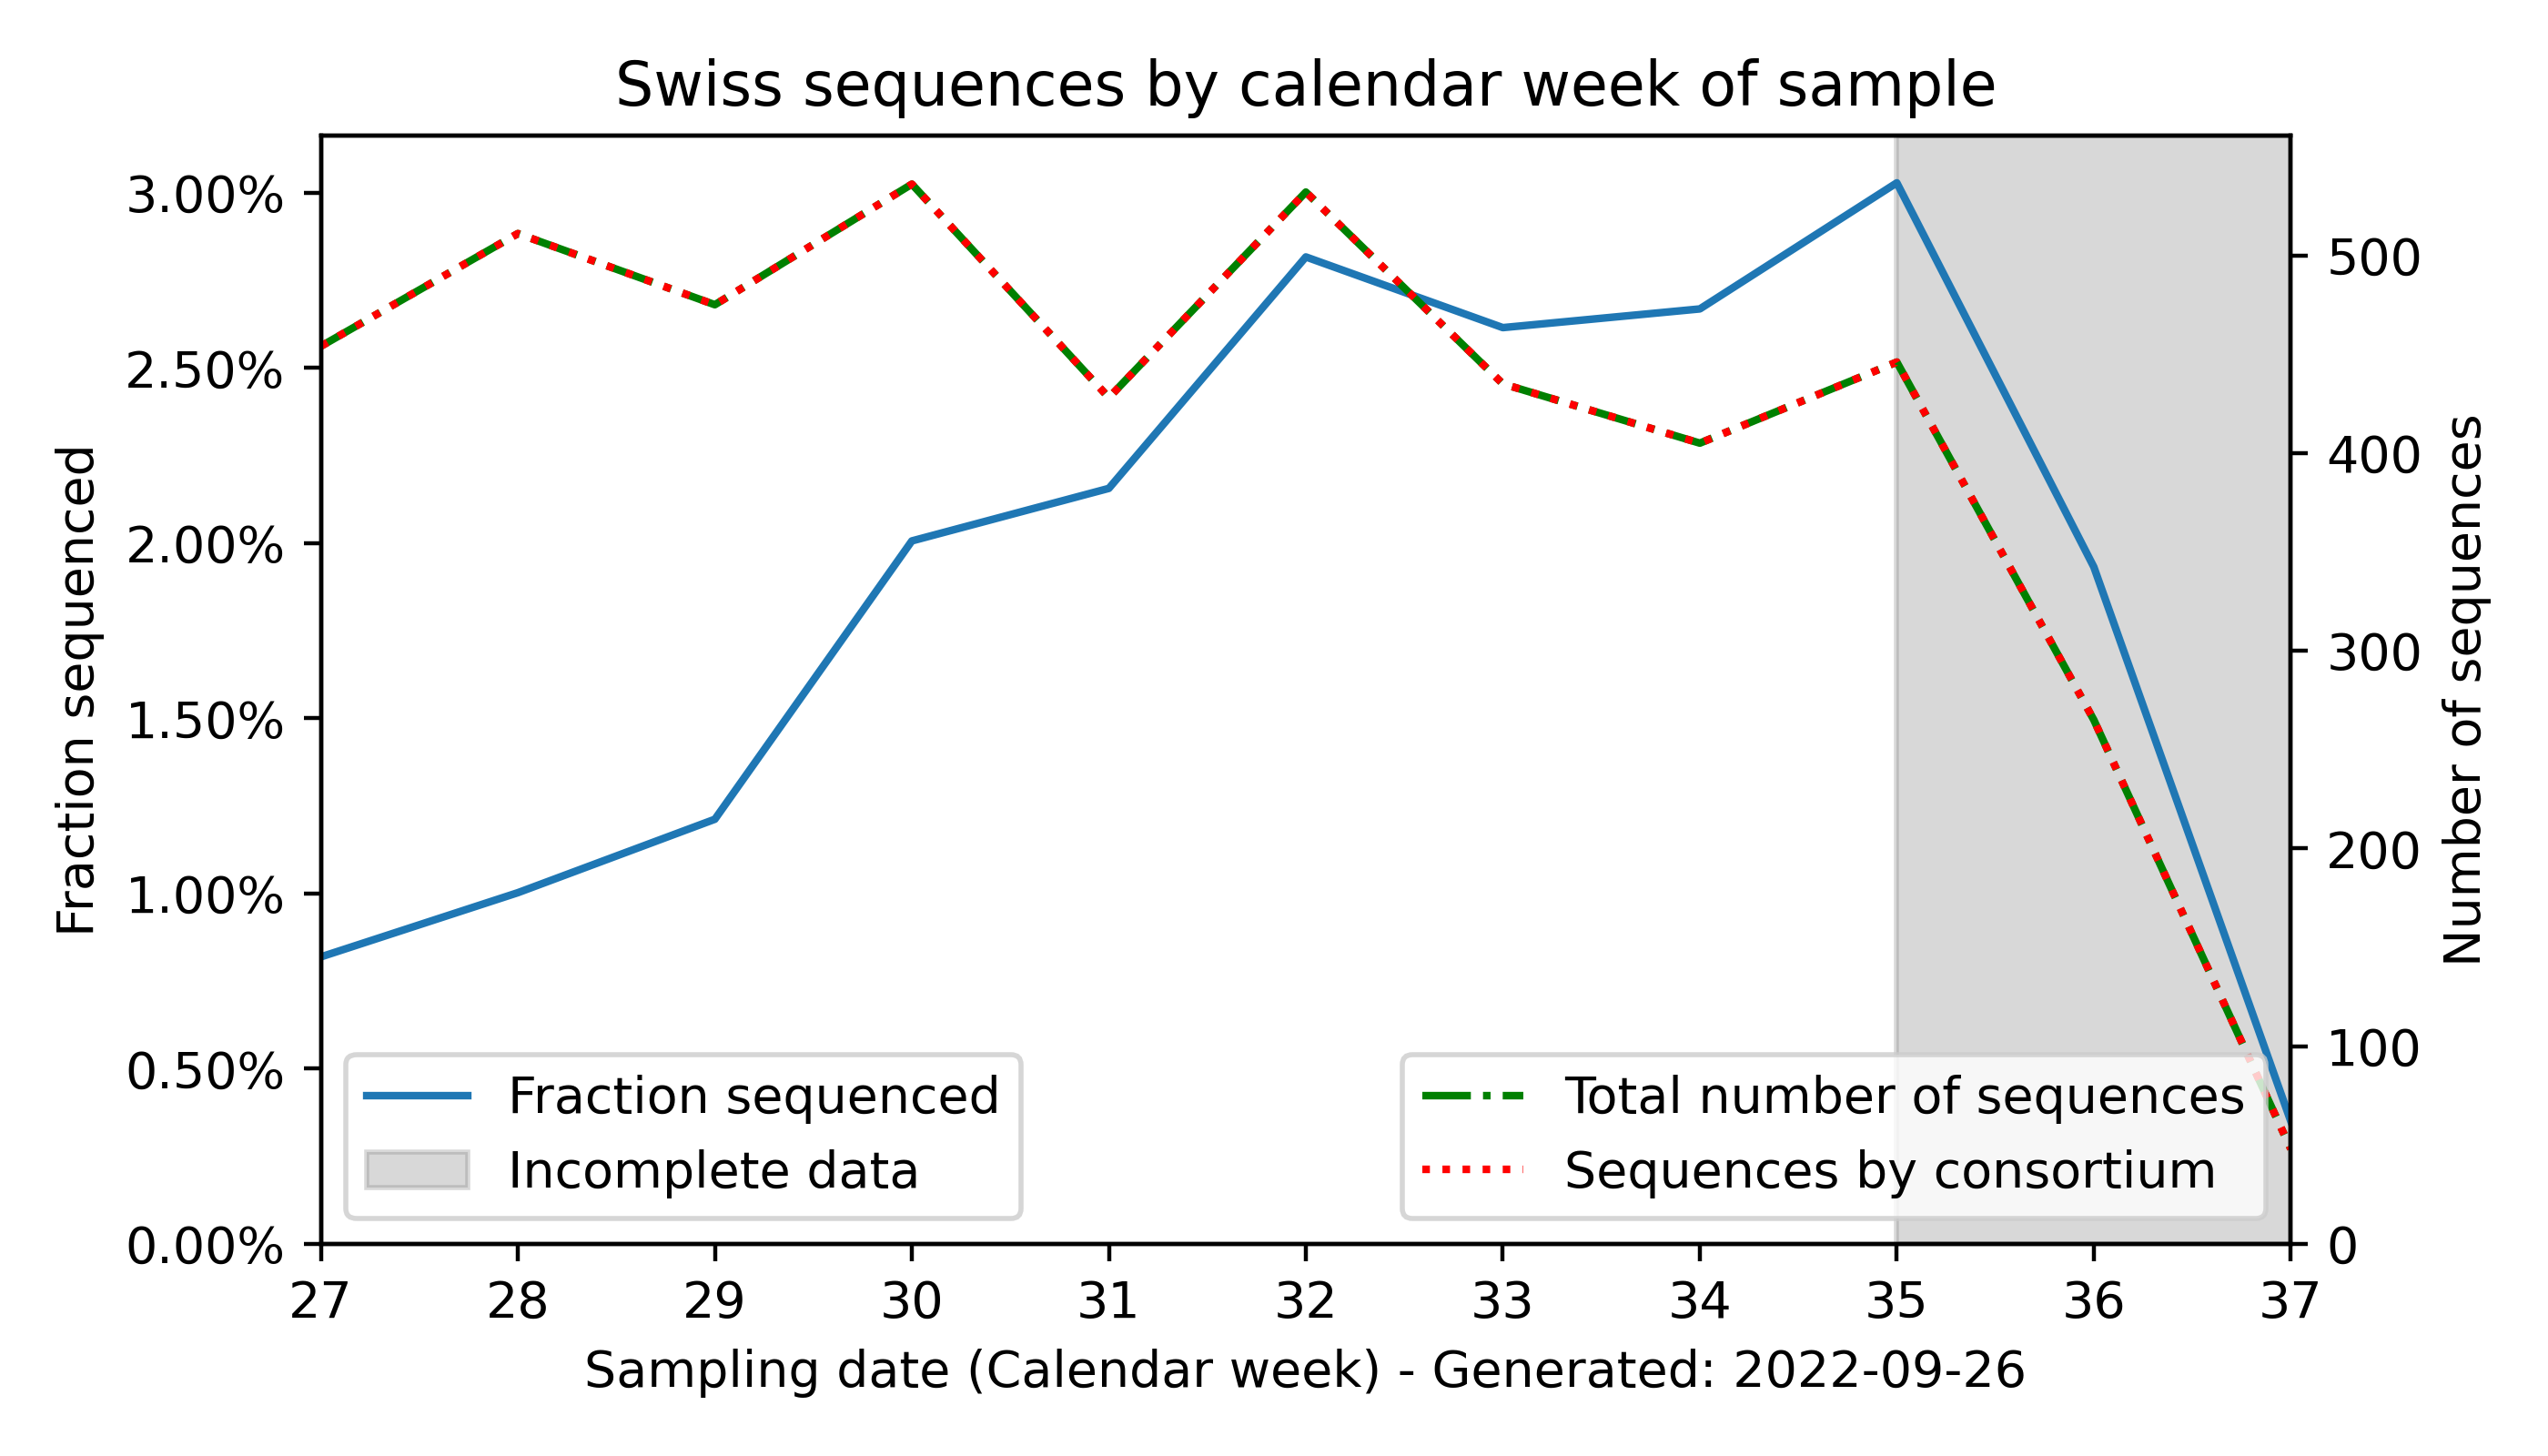 Swiss sequences by calendar week of sample
3.00%
2.50%
2.00%
1.50%
1.00%
0.50%
0.00%
Fraction sequenced
500
400
300
200
100
0
Number of sequences
Fraction sequenced
Incomplete data
Total number of sequences
Sequences by consortium
27 28 29 30 31 32 33 34 35 36 37
Sampling date (Calendar week) - Generated: 2022-09-26